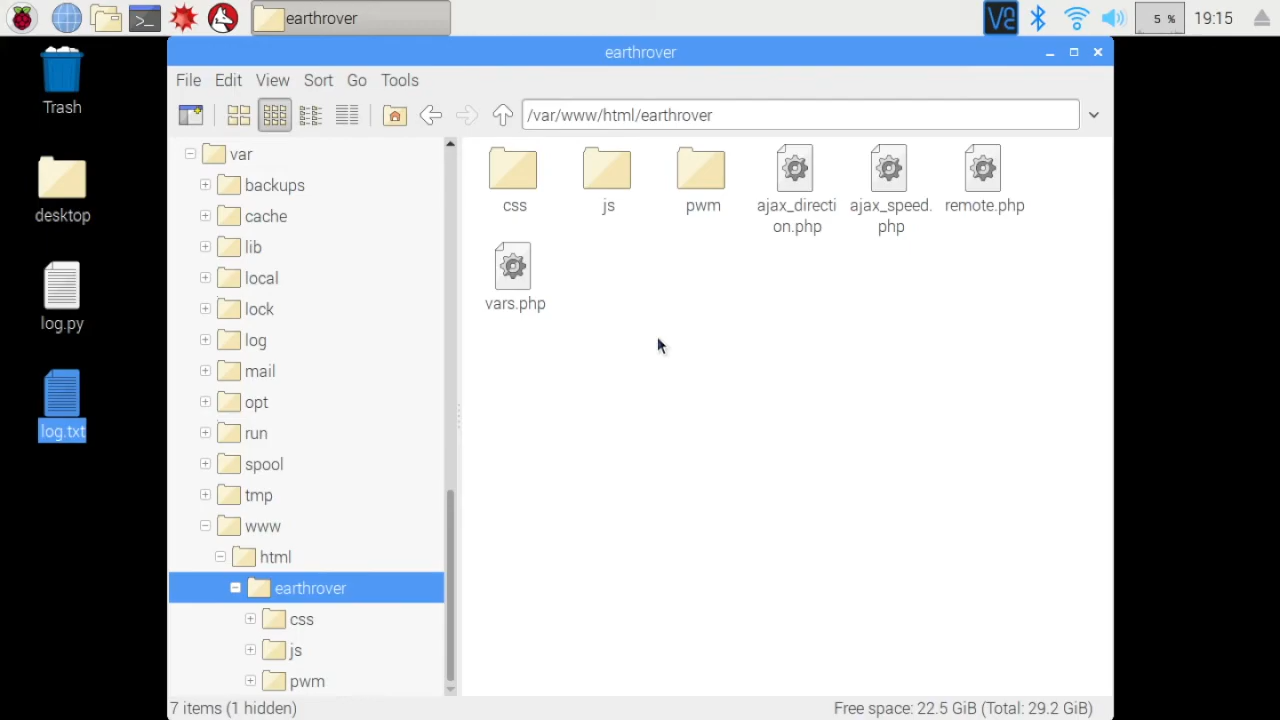 earthrover
5 %
19:15
earthrover
File Edit View Sort Go Tools
/var/www/html/earthrover
Trash
desktop
log.py
log.txt
var
backups
cache
lib
local
lock
log
mail
opt
run
spool
tmp
www
html
earthrover
css
js
pwm
css
js
pwm
ajax_directi
on.php
ajax_speed.
php
remote.php
vars.php
7 items (1 hidden)
Free space: 22.5 GiB (Total: 29.2 GiB)